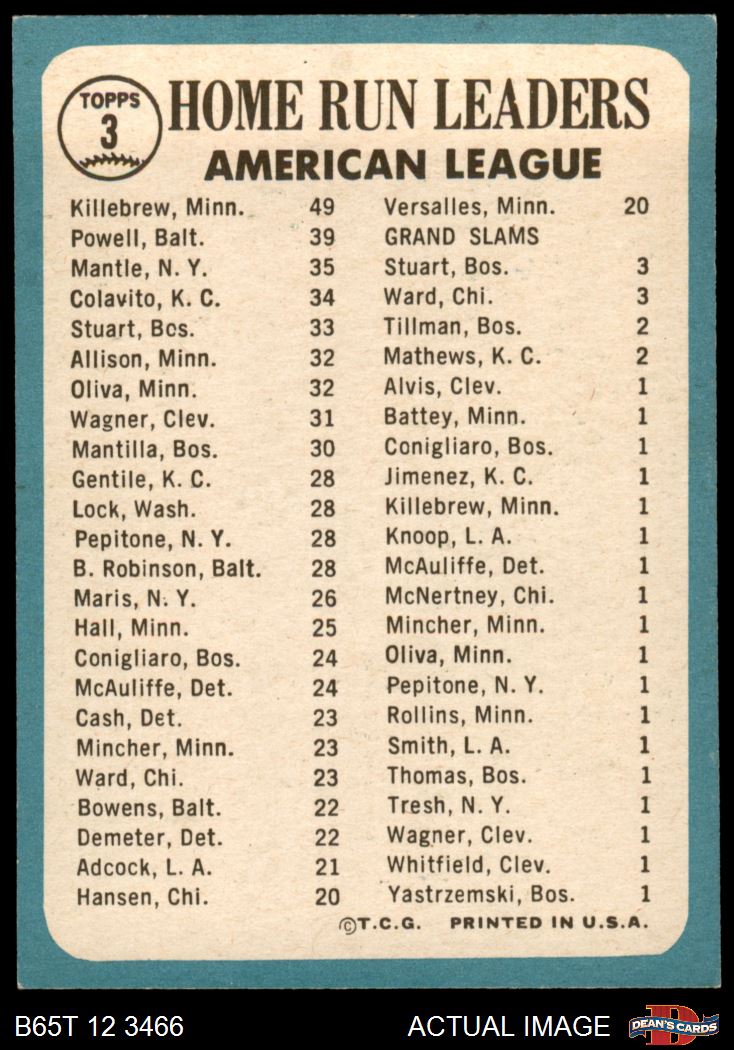 TOPPS
3
HOME RUN LEADERS
AMERICAN LEAGUE
Killebrew, Minn. 49
Powell, Balt. 39
Mantle, N. Y. 35
Colavito, K. C. 34
Stuart, Bos. 33
Allison, Minn. 32
Oliva, Minn. 32
Wagner, Clev. 31
Mantilla, Bos. 30
Gentile, K. C. 28
Lock, Wash. 28
Pepitone, N. Y. 28
B. Robinson, Balt. 28
Maris, N. Y. 26
Hall, Minn. 25
Conigliaro, Bos. 24
McAuliffe, Det. 24
Cash, Det. 23
Mincher, Minn. 23
Ward, Chi. 23
Bowens, Balt. 22
Demeter, Det. 22
Adcock, L. A. 21
Hansen, Chi. 20
Versalles, Minn. 20
GRAND SLAMS
Stuart, Bos. 3
Ward, Chi. 3
Tillman, Bos. 2
Mathews, K. C. 2
Alvis, Clev. 1
Battey, Minn. 1
Conigliaro, Bos. 1
Jimenez, K. C. 1
Killebrew, Minn. 1
Knoop, L. A. 1
McAuliffe, Det. 1
McNertney, Chi. 1
Mincher, Minn. 1
Oliva, Minn. 1
Pepitone, N. Y. 1
Rollins, Minn. 1
Smith, L. A. 1
Thomas, Bos. 1
Tresh, N. Y. 1
Wagner, Clev. 1
Whitfield, Clev. 1
Yastrzemski, Bos. 1
©T.C.G. PRINTED IN U.S.A.
B65T 12 3466 ACTUAL IMAGE
D
DEAN'S CARDS